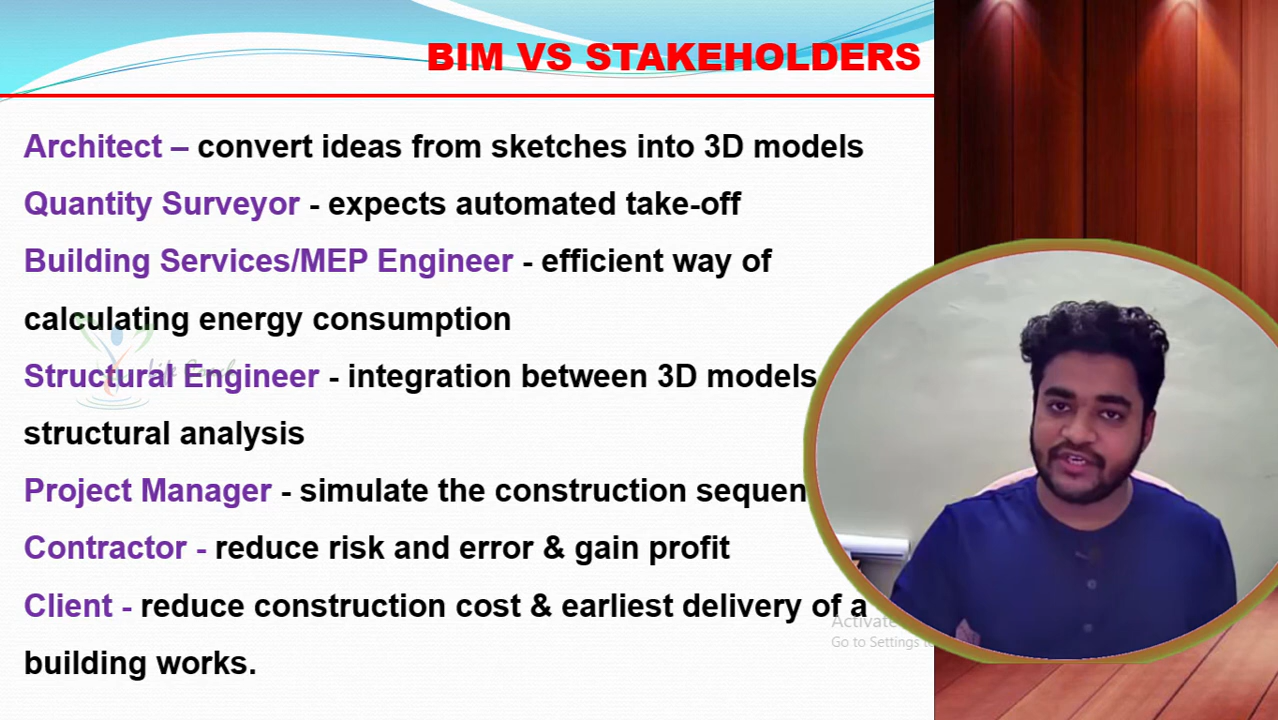 BIM VS STAKEHOLDERS
Architect – convert ideas from sketches into 3D models
Quantity Surveyor - expects automated take-off
Building Services/MEP Engineer - efficient way of
calculating energy consumption
Structural Engineer - integration between 3D models
structural analysis
Project Manager - simulate the construction sequen
Contractor - reduce risk and error & gain profit
Client - reduce construction cost & earliest delivery of a
building works.
Activate
Go to Settings